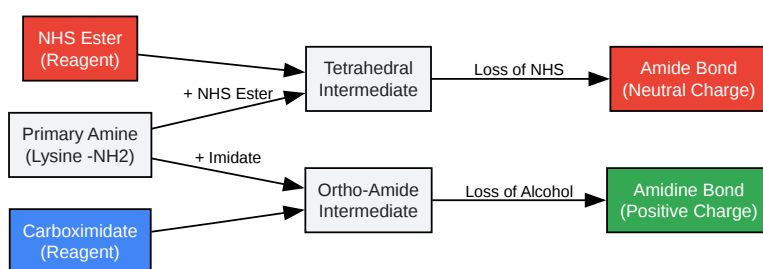 NHS Ester
(Reagent)
Tetrahedral
Intermediate
Loss of NHS
Amide Bond
(Neutral Charge)
+ NHS Ester
Primary Amine
(Lysine -NH2)
+ Imidate
Ortho-Amide
Intermediate
Loss of Alcohol
Amidine Bond
(Positive Charge)
Carboximidate
(Reagent)